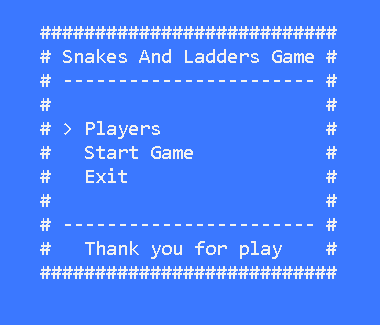 ###########################
# Snakes And Ladders Game #
# ----------------------- #
#                         #
# > Players               #
#   Start Game            #
#   Exit                  #
#                         #
# ----------------------- #
#   Thank you for play    #
###########################